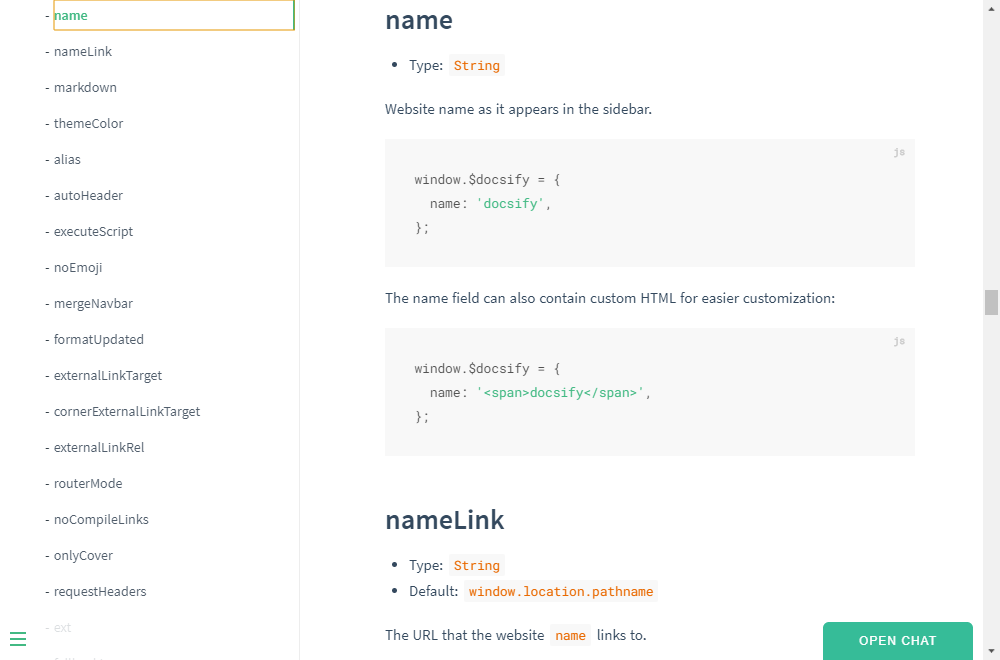 - name
- nameLink
- markdown
- themeColor
- alias
- autoHeader
- executeScript
- noEmoji
- mergeNavbar
- formatUpdated
- externalLinkTarget
- cornerExternalLinkTarget
- externalLinkRel
- routerMode
- noCompileLinks
- onlyCover
- requestHeaders
- ext
name
• Type: String
Website name as it appears in the sidebar.
js
window.$docsify = {
  name: 'docsify',
};
The name field can also contain custom HTML for easier customization:
js
window.$docsify = {
  name: '<span>docsify</span>',
};
nameLink
• Type: String
• Default: window.location.pathname
The URL that the website name links to.
OPEN CHAT